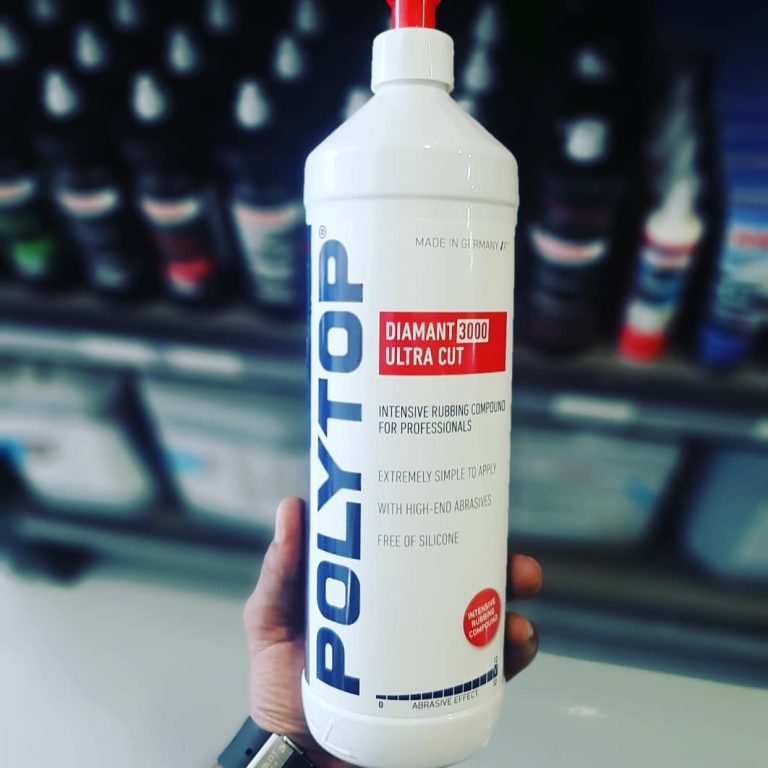 POLYTOP®
MADE IN GERMANY
DIAMANT 3000
ULTRA CUT
INTENSIVE RUBBING COMPOUND
FOR PROFESSIONALS
EXTREMELY SIMPLE TO APPLY
WITH HIGH-END ABRASIVES
FREE OF SILICONE
INTENSIVE
RUBBING
COMPOUND
0
ABRASIVE EFFECT